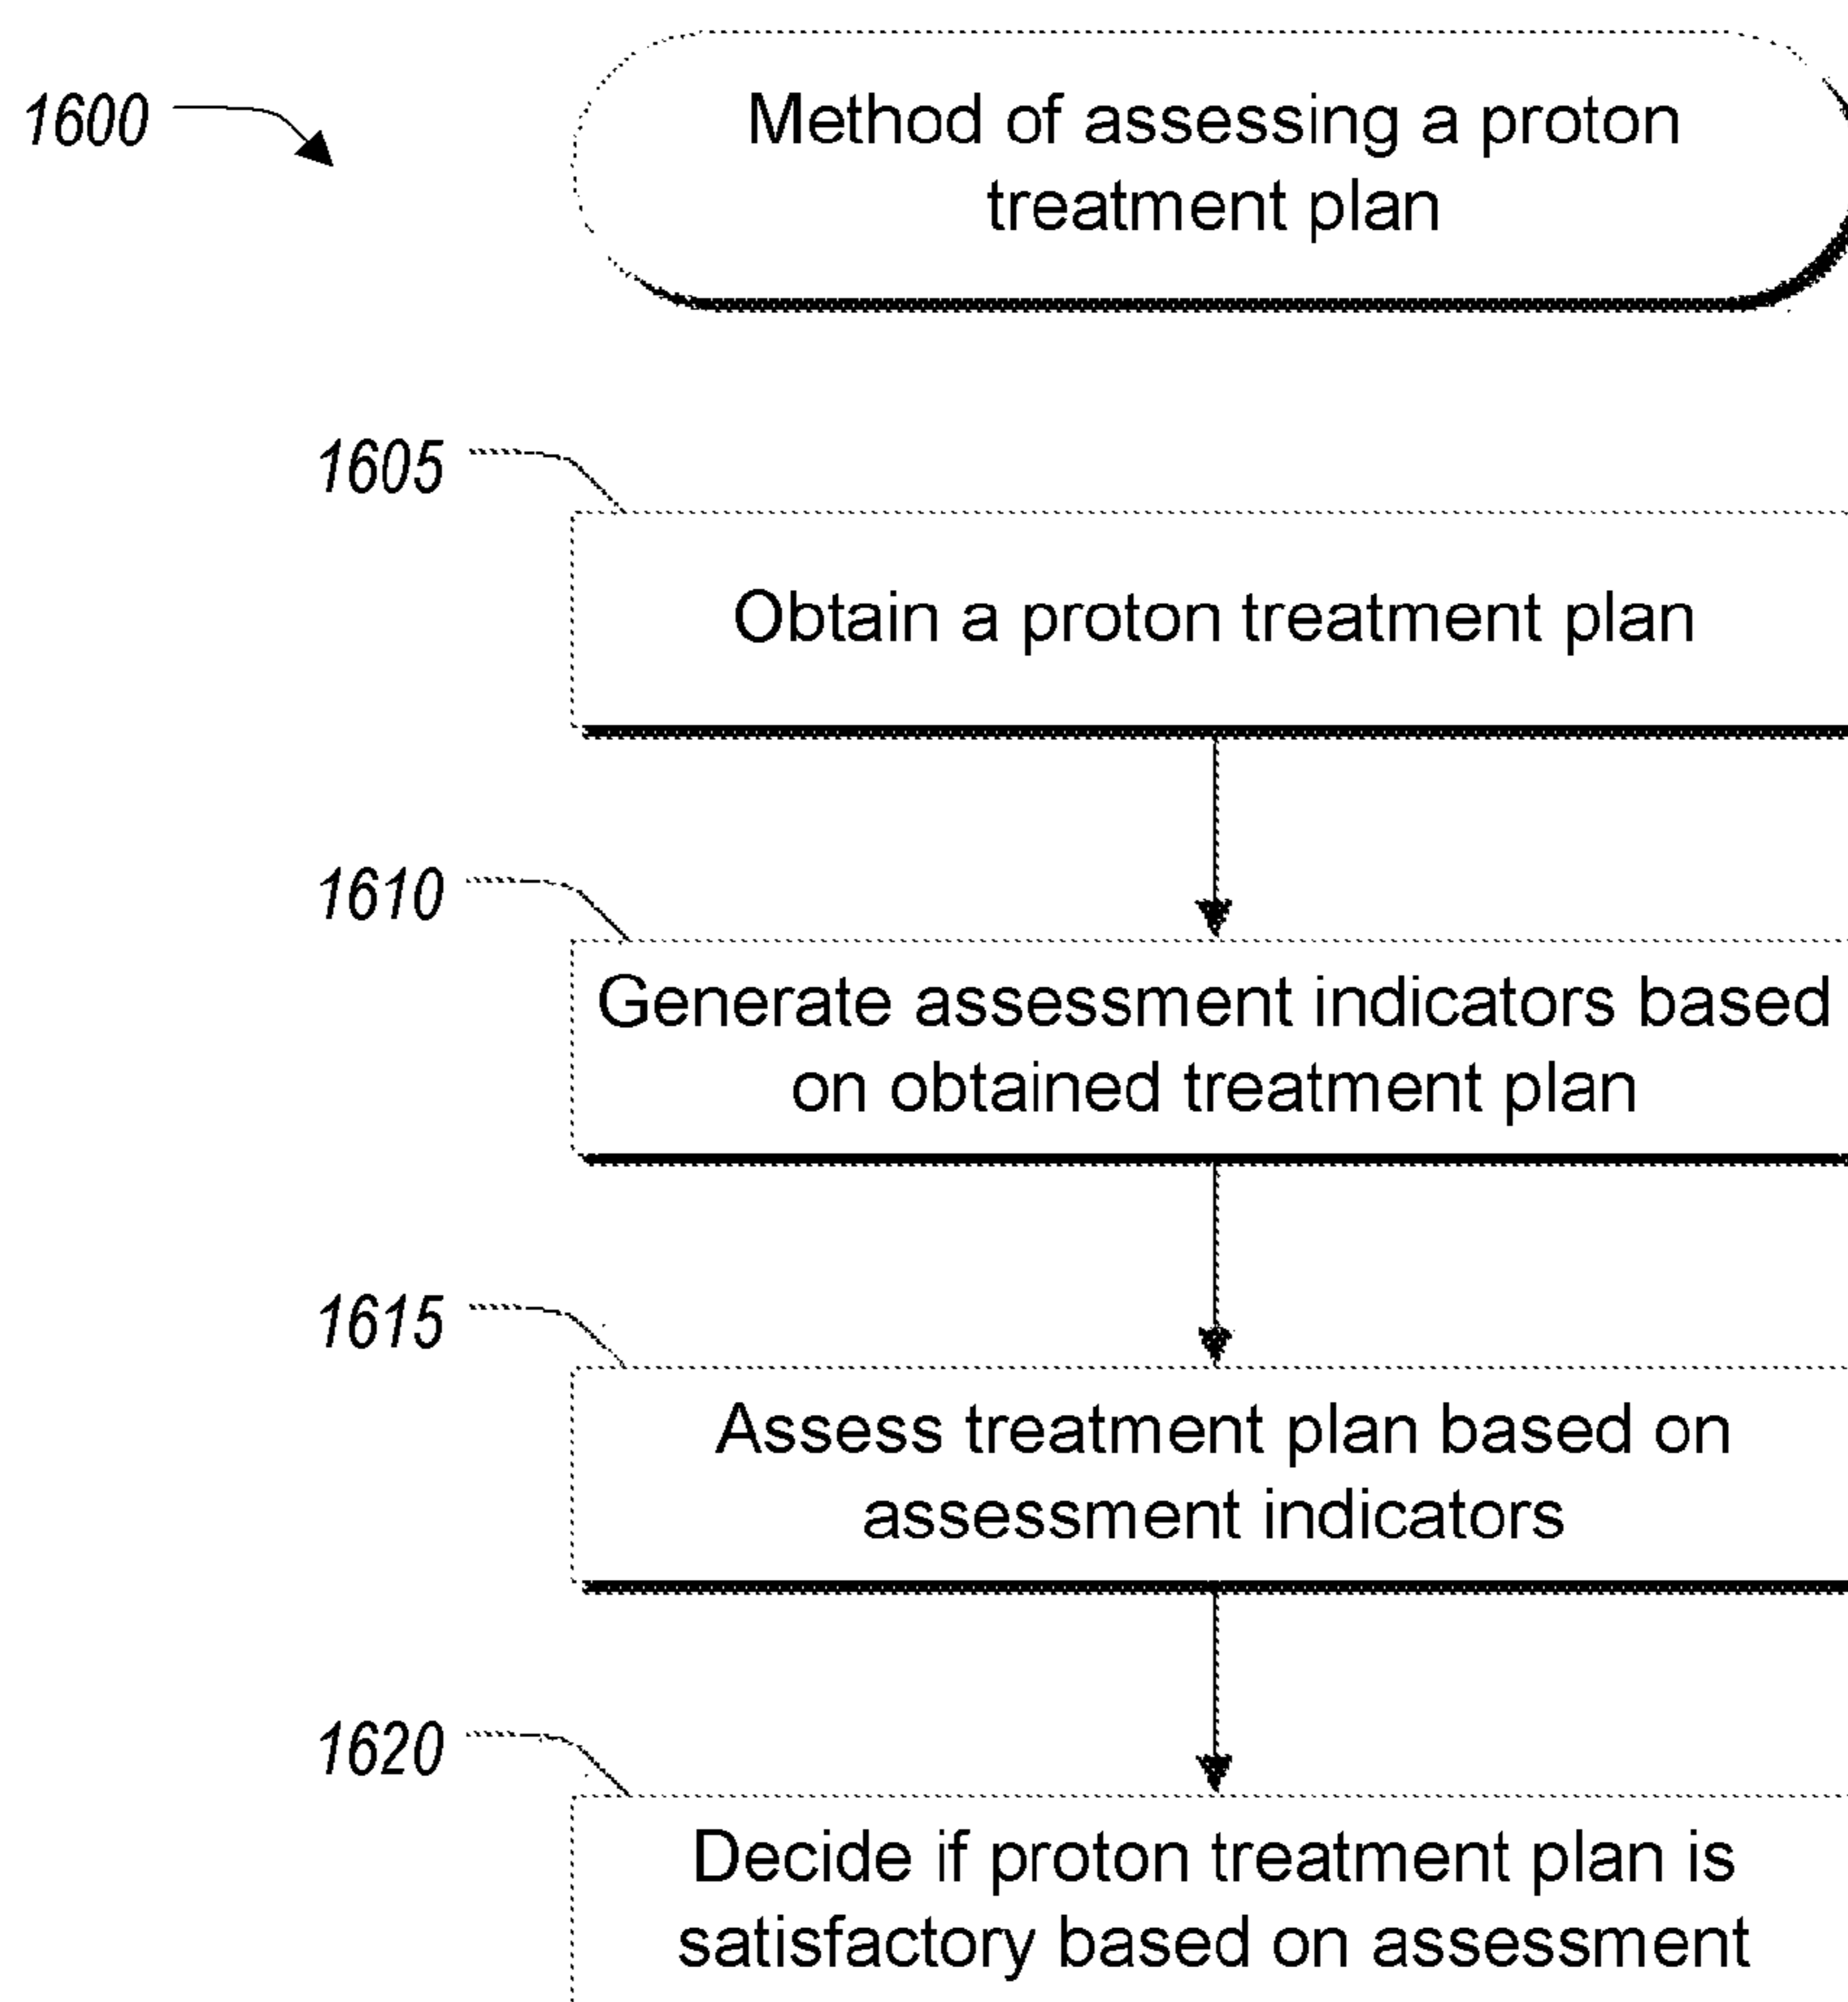 1600
Method of assessing a proton
treatment plan
1605
Obtain a proton treatment plan
1610
Generate assessment indicators based
on obtained treatment plan
1615
Assess treatment plan based on
assessment indicators
1620
Decide if proton treatment plan is
satisfactory based on assessment